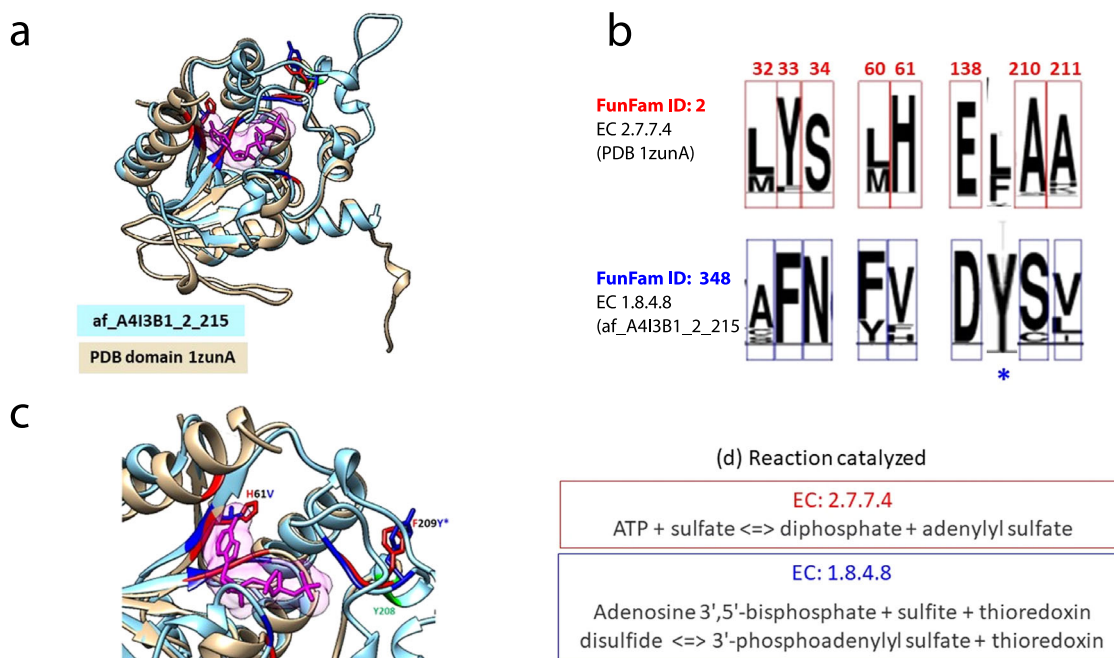 a
af_A4I3B1_2_215
PDB domain 1zunA
b
32 33 34 60 61 138 210 211
FunFam ID: 2
EC 2.7.7.4
(PDB 1zunA)
L Y S L H E L A A
M M F
FunFam ID: 348
EC 1.8.4.8
(af_A4I3B1_2_215
A F N F V D Y S V
Y L
*
c
H61V
F209Y*
Y208
(d) Reaction catalyzed
EC: 2.7.7.4
ATP + sulfate <=> diphosphate + adenylyl sulfate
EC: 1.8.4.8
Adenosine 3',5'-bisphosphate + sulfite + thioredoxin
disulfide <=> 3'-phosphoadenylyl sulfate + thioredoxin